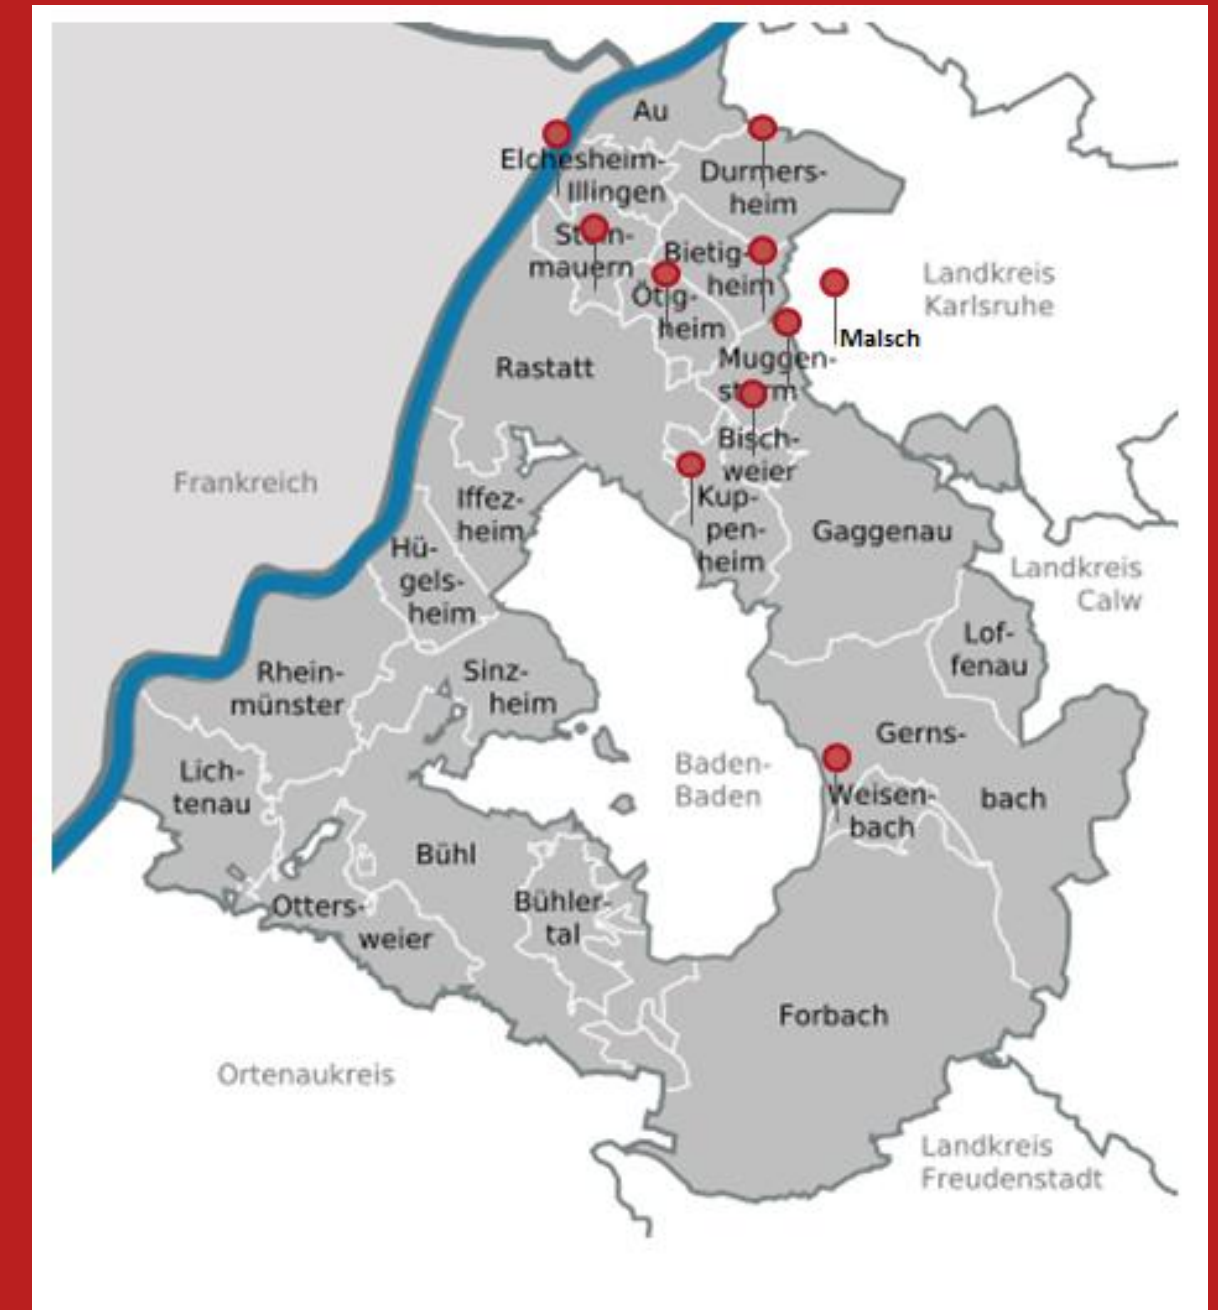 Au
Elchesheim-
Illingen
Durmers-
heim
Stein-
mauern
Bietig-
heim
Ötig-
heim
Landkreis
Karlsruhe
Malsch
Muggen-
sturm
Rastatt
Bisch-
weier
Frankreich
Iffez-
heim
Kup-
pen-
heim
Gaggenau
Hü-
gels-
heim
Landkreis
Calw
Lof-
fenau
Rhein-
münster
Sinz-
heim
Gerns-
bach
Lich-
tenau
Baden-
Baden
Weisen-
bach
Bühl
Otters-
weier
Bühler-
tal
Forbach
Ortenaukreis
Landkreis
Freudenstadt